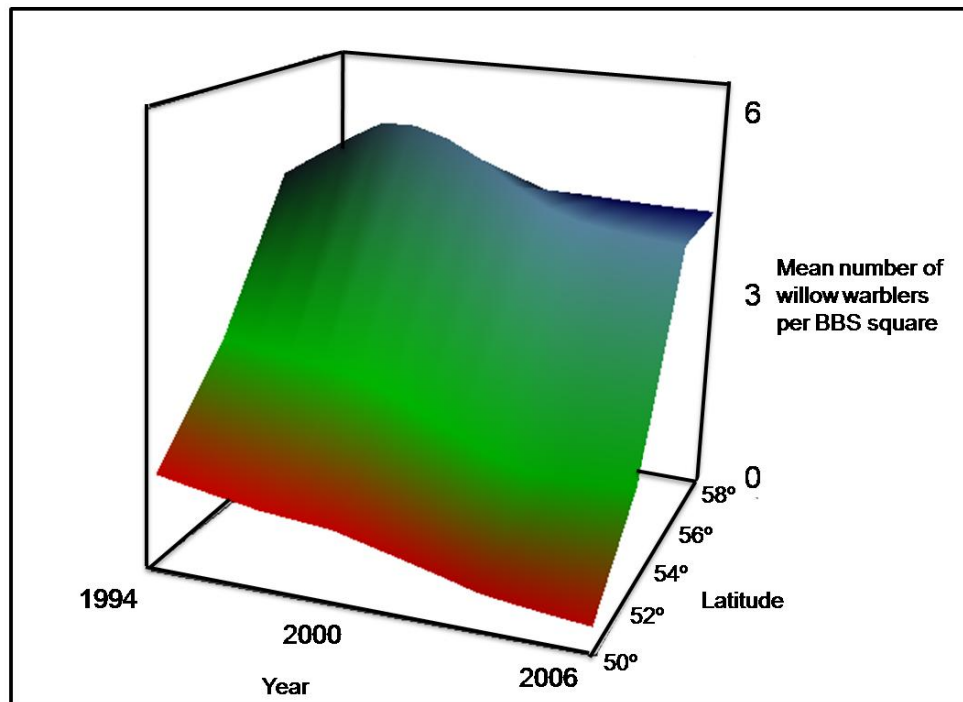 6
Mean number of
willow warblers
per BBS square
3
0
58º
56º
54º
Latitude
52º
50º
1994
2000
2006
Year